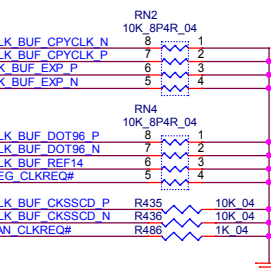 RN2
10K_8P4R_04
LK_BUF_CPYCLK_N 8 1
LK_BUF_CPYCLK_P 7 2
K_BUF_EXP_P 6 3
K_BUF_EXP_N 5 4
RN4
10K_8P4R_04
LK_BUF_DOT96_P 8 1
LK_BUF_DOT96_N 7 2
LK_BUF_REF14 6 3
EG_CLKREQ# 5 4
LK_BUF_CKSSCD_P R435 10K_04
LK_BUF_CKSSCD_N R436 10K_04
AN_CLKREQ# R486 1K_04